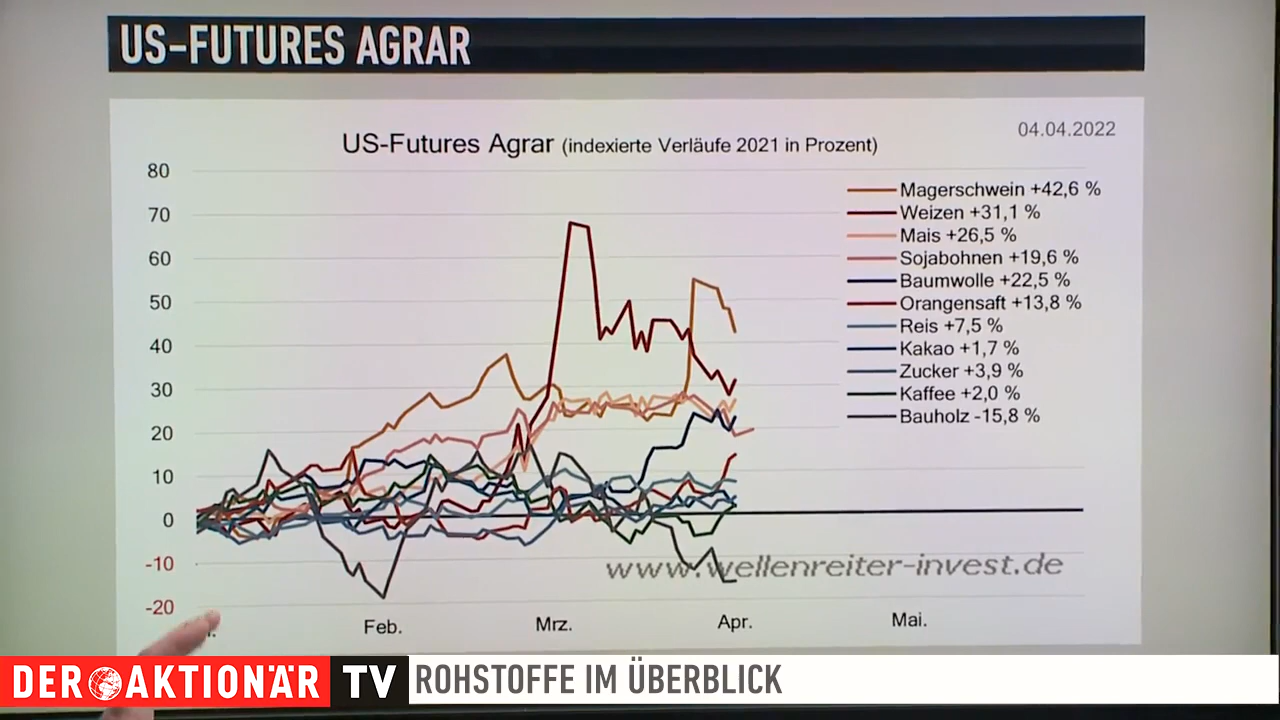 US-FUTURES AGRAR
04.04.2022
US-Futures Agrar (indexierte Verläufe 2021 in Prozent)
80
70
60
50
40
30
20
10
0
-10
-20
Magerschwein +42,6 %
Weizen +31,1 %
Mais +26,5 %
Sojabohnen +19,6 %
Baumwolle +22,5 %
Orangensaft +13,8 %
Reis +7,5 %
Kakao +1,7 %
Zucker +3,9 %
Kaffee +2,0 %
Bauholz -15,8 %
www.wellenreiter-invest.de
Feb. Mrz. Apr. Mai.
DER AKTIONÄR TV ROHSTOFFE IM ÜBERBLICK